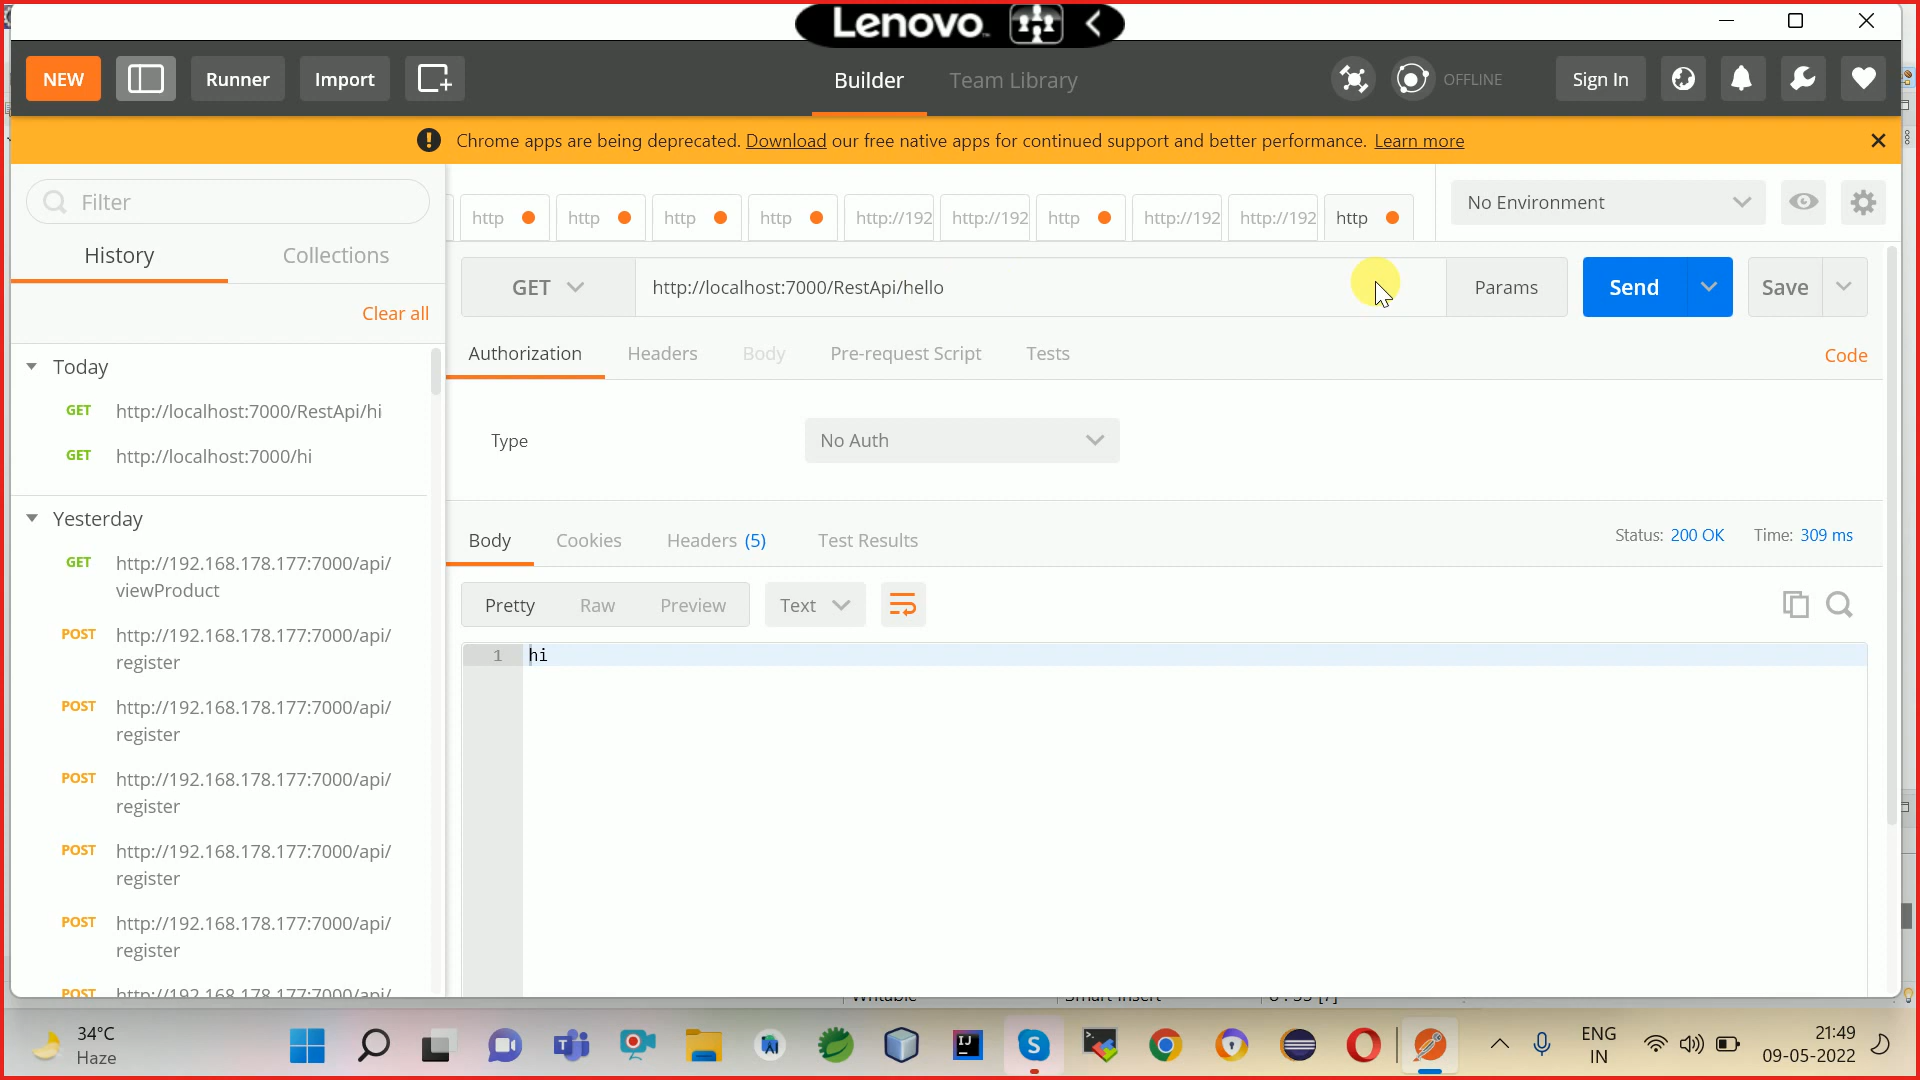 Lenovo
NEW
Runner
Import
Builder
Team Library
OFFLINE
Sign In
Chrome apps are being deprecated. Download our free native apps for continued support and better performance. Learn more
Filter
http
http
http
http
http://192
http://192
http
http://192
http://192
http
No Environment
History
Collections
Clear all
GET
http://localhost:7000/RestApi/hello
Params
Send
Save
Authorization
Headers
Body
Pre-request Script
Tests
Code
Today
GET http://localhost:7000/RestApi/hi
GET http://localhost:7000/hi
Type
No Auth
Yesterday
GET http://192.168.178.177:7000/api/
viewProduct
POST http://192.168.178.177:7000/api/
register
POST http://192.168.178.177:7000/api/
register
POST http://192.168.178.177:7000/api/
register
POST http://192.168.178.177:7000/api/
register
POST http://192.168.178.177:7000/api/
register
POST http://192.168.178.177:7000/api/
Body
Cookies
Headers (5)
Test Results
Status: 200 OK
Time: 309 ms
Pretty
Raw
Preview
Text
1 hi
34°C
Haze
ENG
IN
21:49
09-05-2022